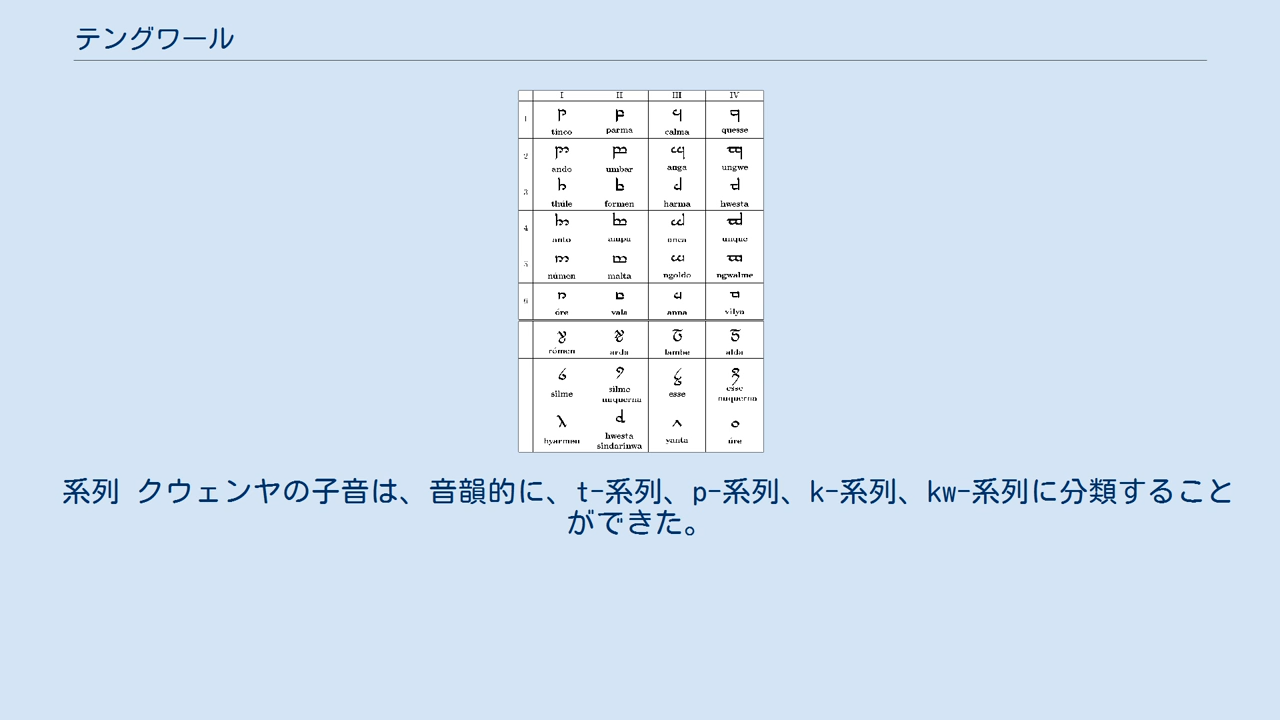 テングワール
I II III IV
1
tinco parma calma quesse
2
ando umbar anga ungwe
3
thúle formen harma hwesta
4
anto ampa anca unque
5
númen malta ngoldo ngwalme
6
óre vala anna vilya
rómen arda lambe alda
silme silme nuquerna esse esse nuquerna
hyarmen hwesta sindarinwa yanta úre
系列 クウェンヤの子音は、音韻的に、t-系列、p-系列、k-系列、kw-系列に分類すること
ができた。